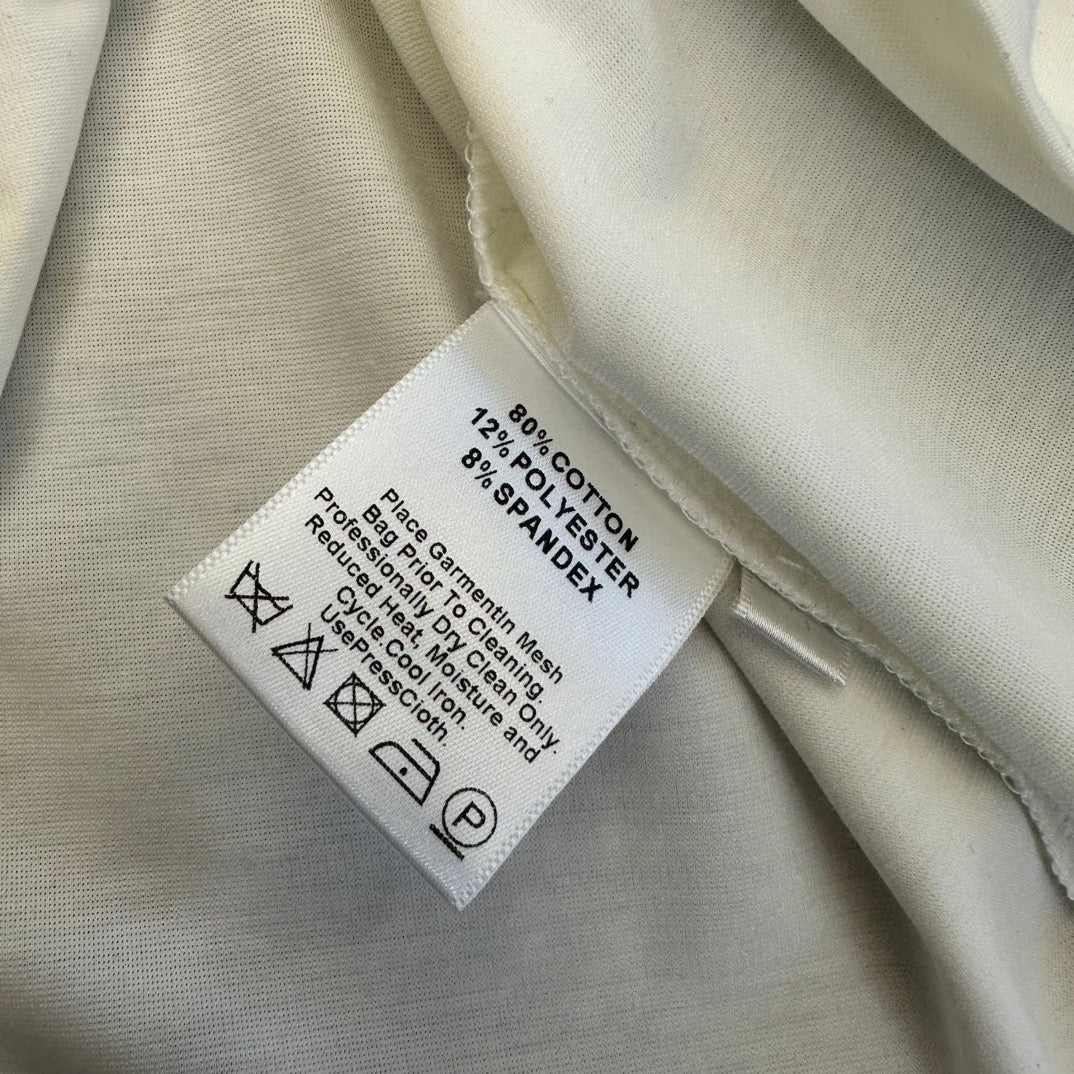 80% COTTON
12% POLYESTER
8% SPANDEX
Place GarmentIn Mesh
Bag Prior To Cleaning.
Professionally Dry Clean Only.
Reduced Heat, Moisture and
Cycle.Cool Iron.
UsePressCloth.
P